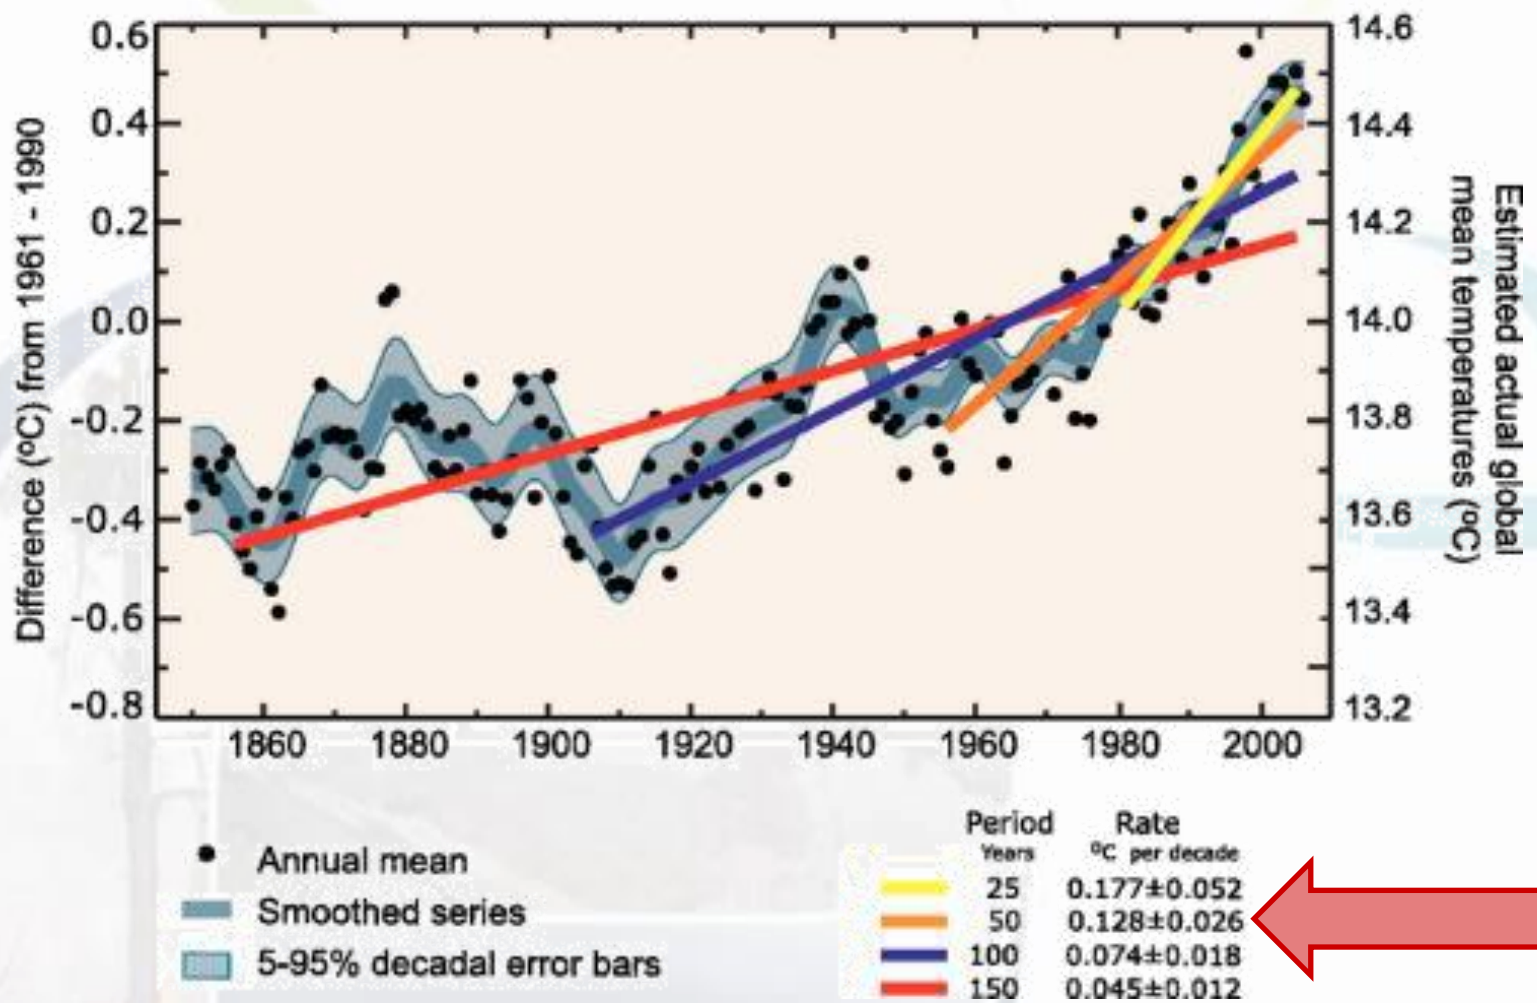 Difference (ºC) from 1961 - 1990
0.6
0.4
0.2
0.0
-0.2
-0.4
-0.6
-0.8
14.6
14.4
14.2
14.0
13.8
13.6
13.4
13.2
Estimated actual global
mean temperatures (ºC)
1860 1880 1900 1920 1940 1960 1980 2000
Annual mean
Smoothed series
5-95% decadal error bars
Period Rate
Years ºC per decade
25 0.177±0.052
50 0.128±0.026
100 0.074±0.018
150 0.045±0.012